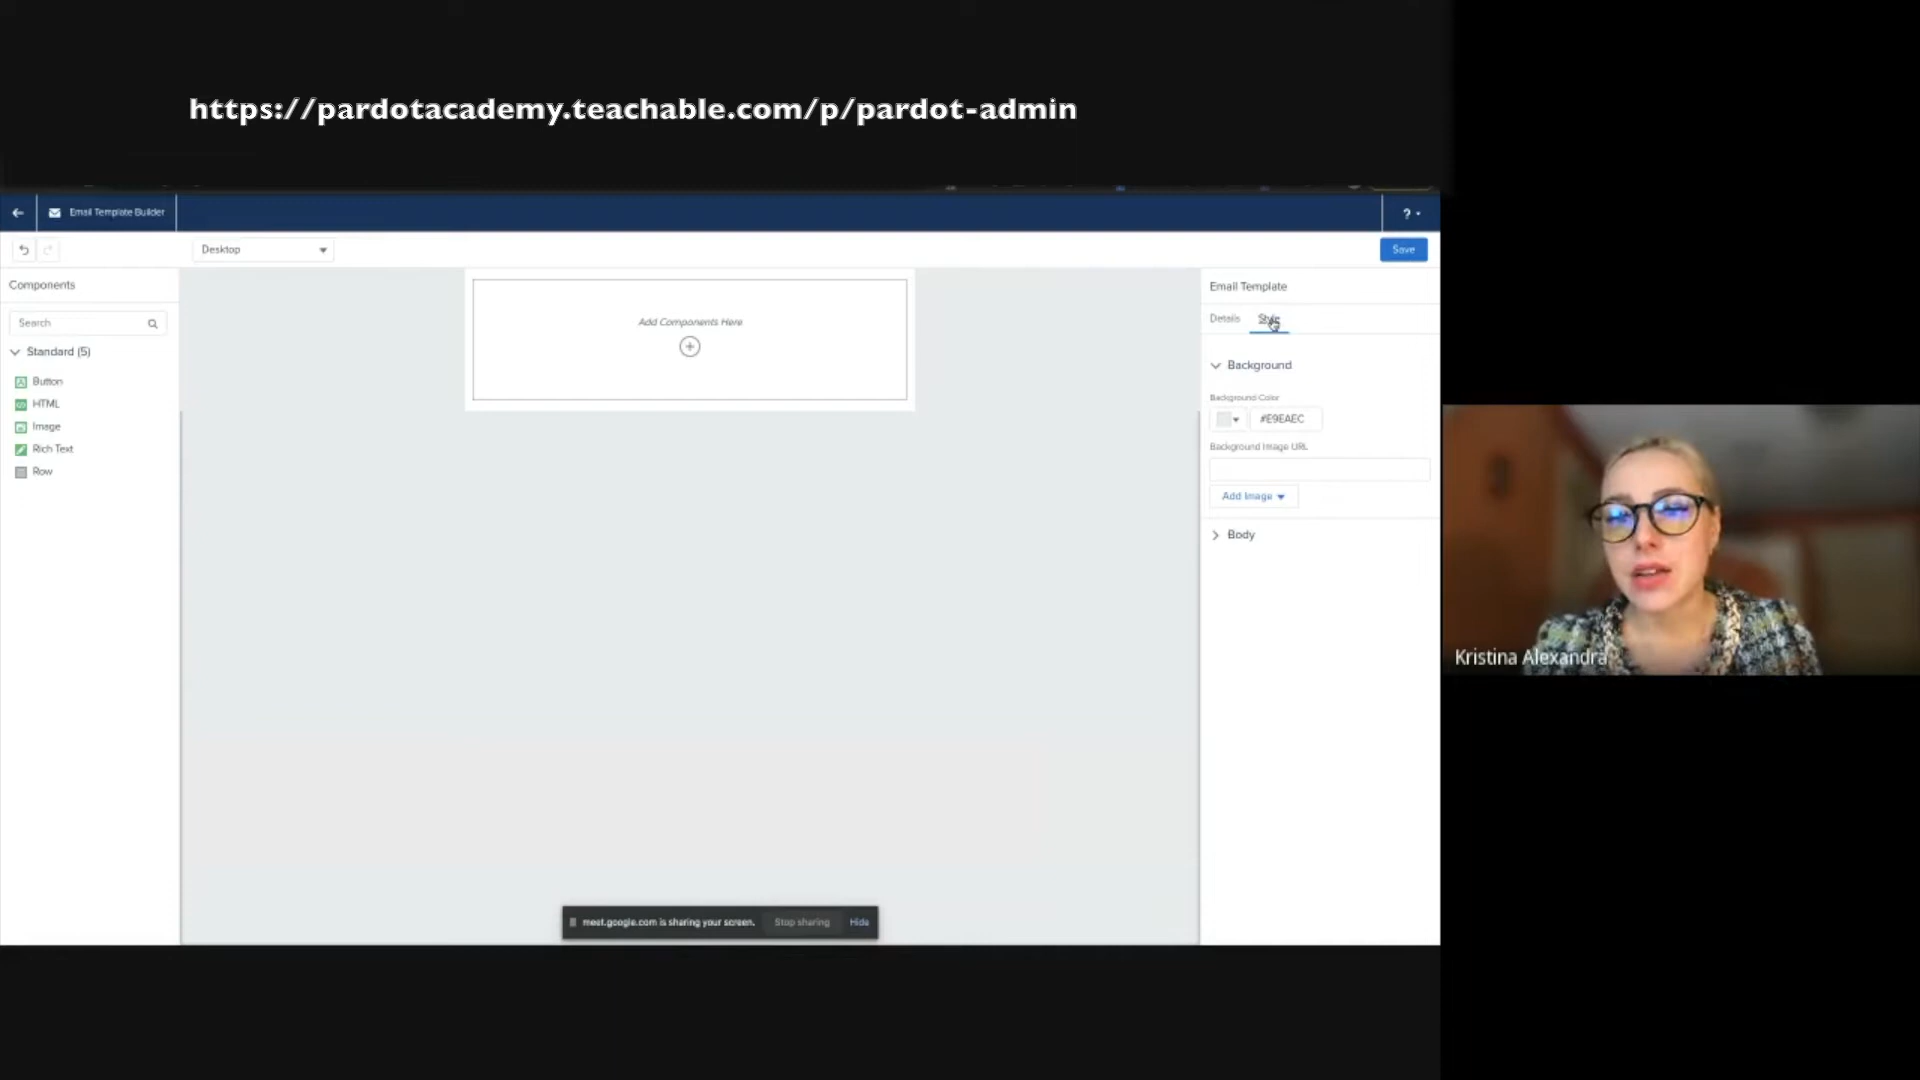 https://pardotacademy.teachable.com/p/pardot-admin
Email Template Builder
?
Desktop
Save
Components
Search
Standard (5)
Button
HTML
Image
Rich Text
Row
Add Components Here
Email Template
Details
Style
Background
Background Color
#E9EAEC
Background Image URL
Add Image
Body
Kristina Alexandra
meet.google.com is sharing your screen.
Stop sharing
Hide